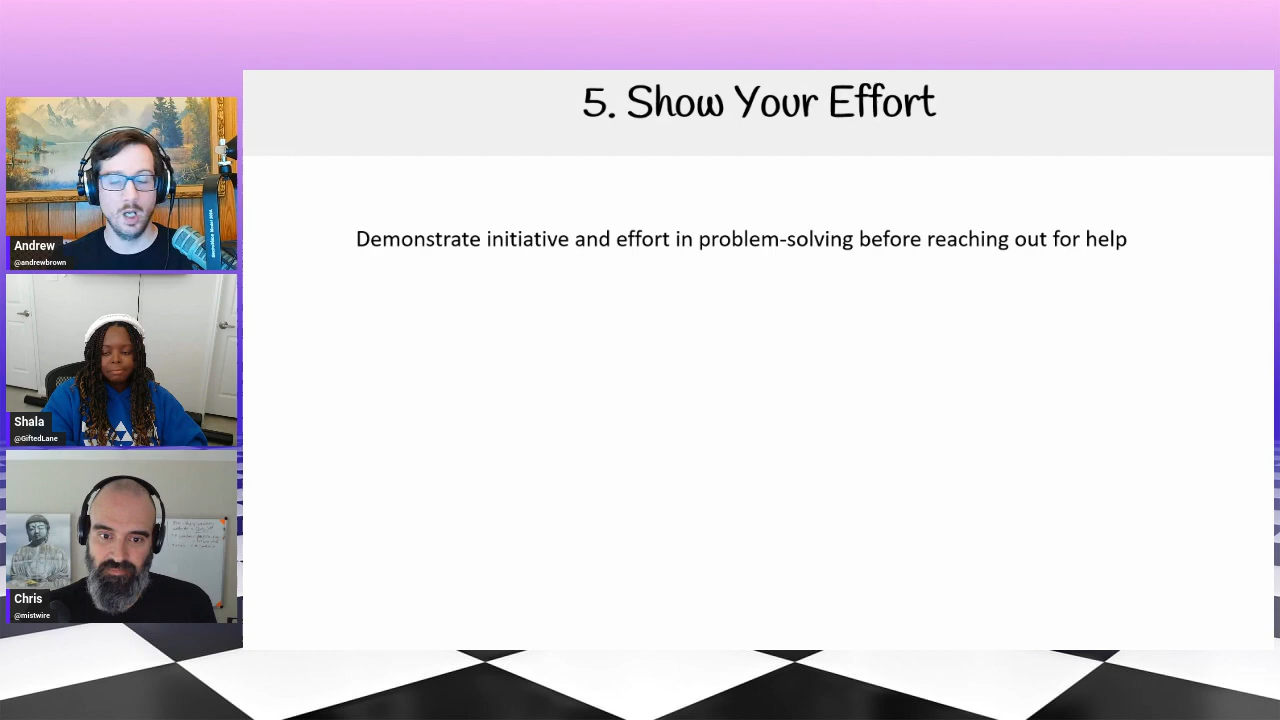 5. Show Your Effort
Demonstrate initiative and effort in problem-solving before reaching out for help
Andrew
@andrewbrown
Shala
@GiftedLane
Chris
@mistwire